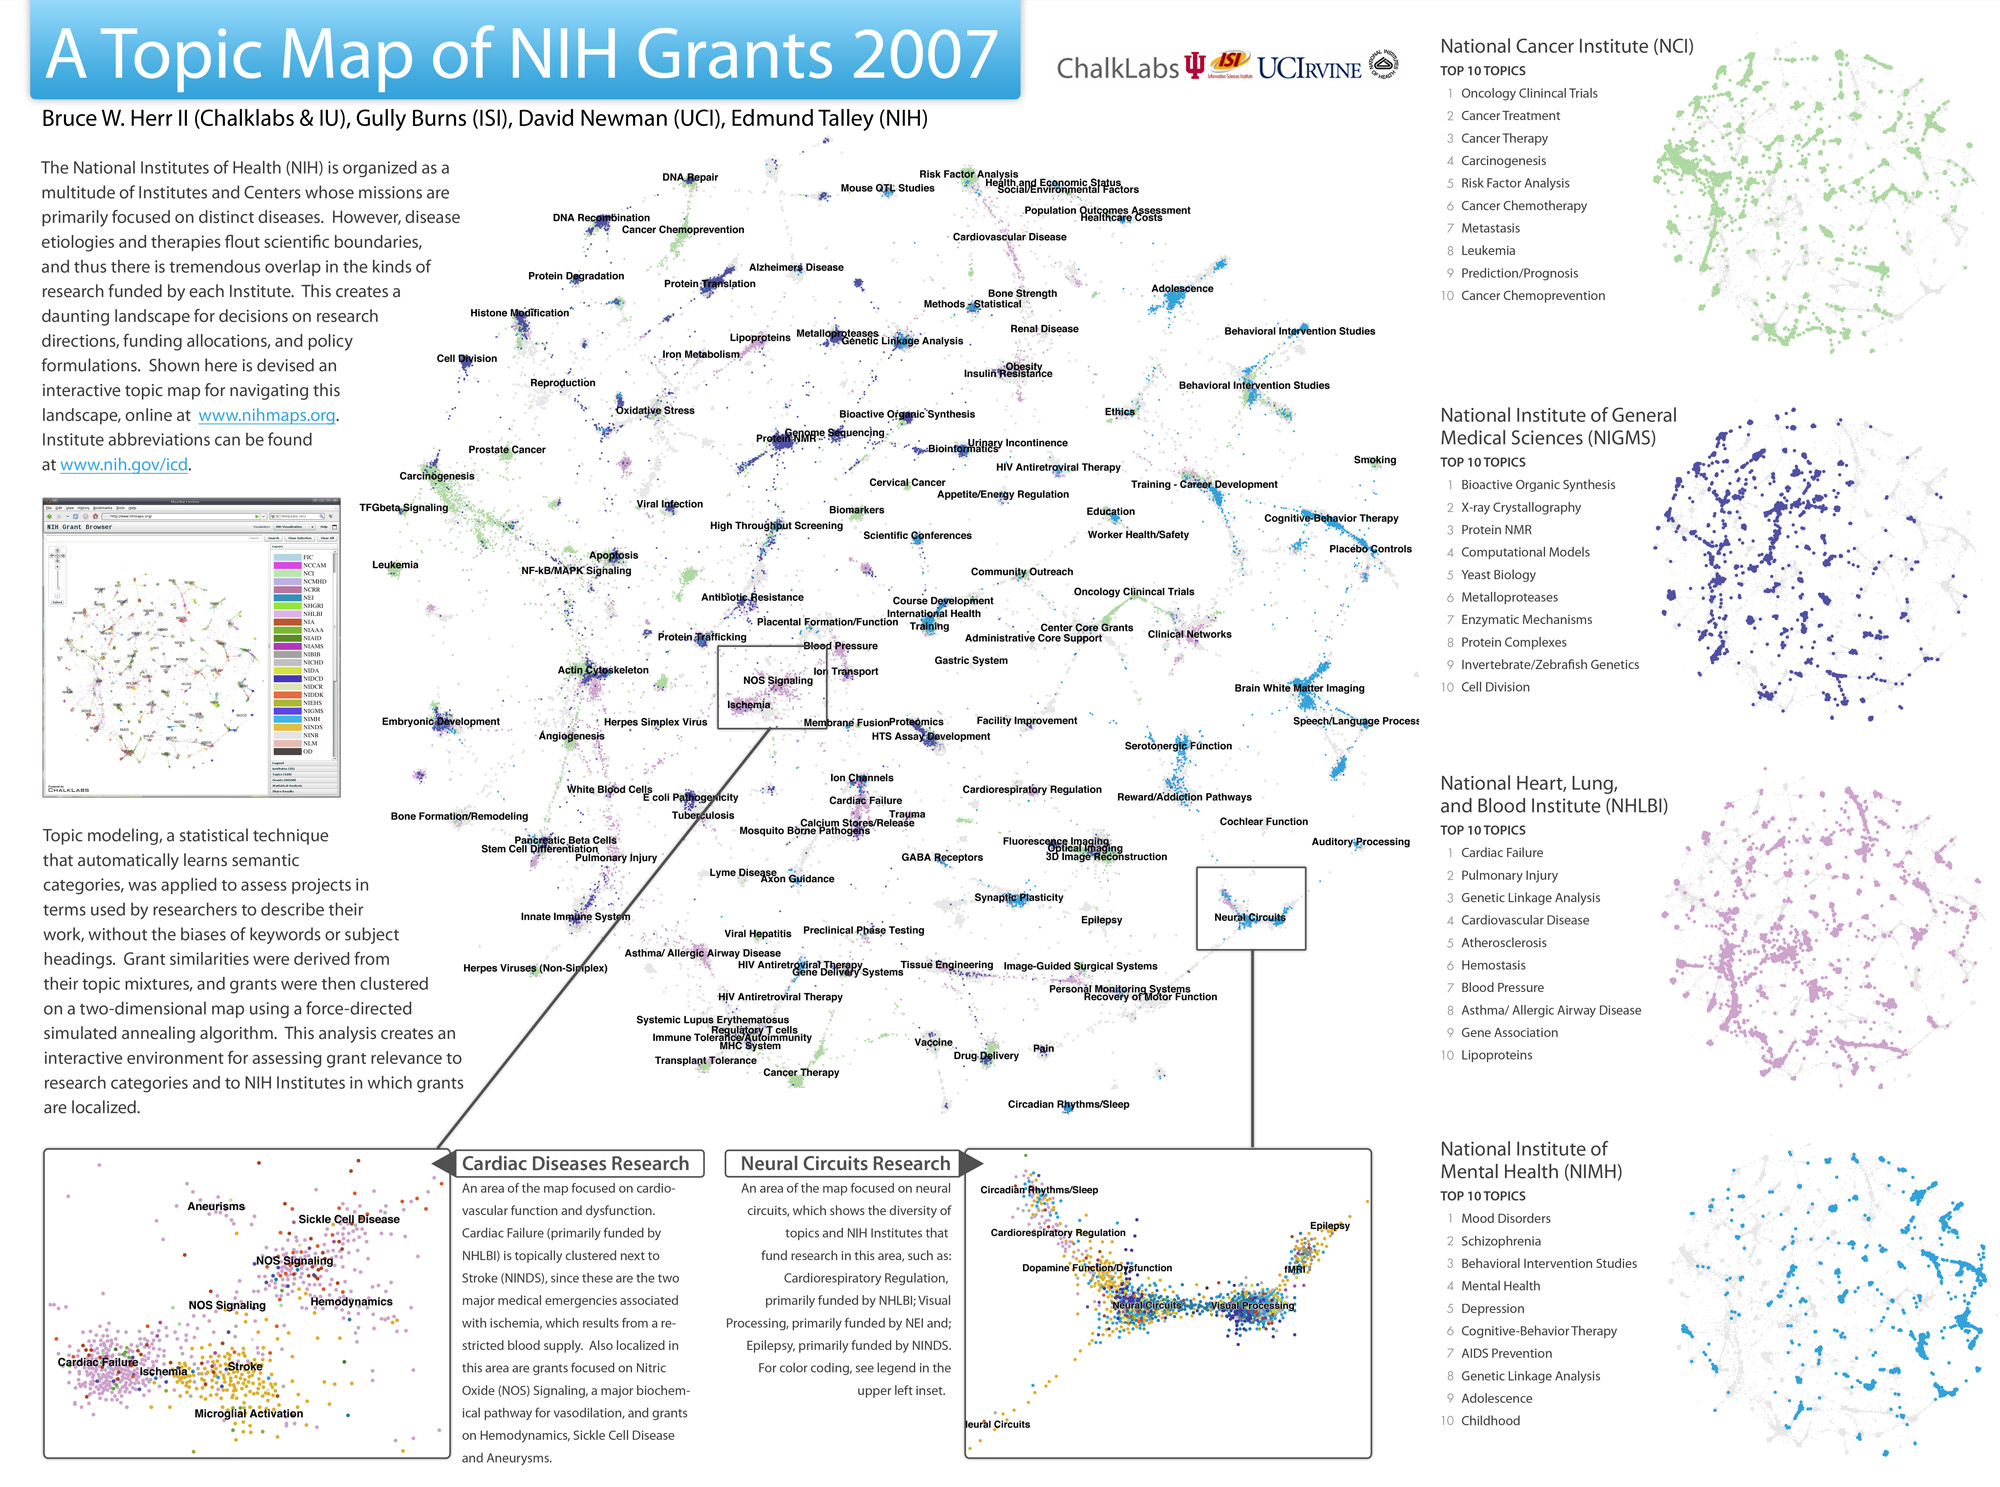 A Topic Map of NIH Grants 2007
ChalkLabs
ISI
Information Sciences Institute
UCIRVINE
Bruce W. Herr II (Chalklabs & IU), Gully Burns (ISI), David Newman (UCI), Edmund Talley (NIH)
The National Institutes of Health (NIH) is organized as a
multitude of Institutes and Centers whose missions are
primarily focused on distinct diseases. However, disease
etiologies and therapies flout scientific boundaries,
and thus there is tremendous overlap in the kinds of
research funded by each Institute. This creates a
daunting landscape for decisions on research
directions, funding allocations, and policy
formulations. Shown here is devised an
interactive topic map for navigating this
landscape, online at www.nihmaps.org.
Institute abbreviations can be found
at www.nih.gov/icd.
NIH Grant Browser
FIC
NCCAM
NCI
NCMHD
NCRR
NEI
NHGRI
NHLBI
NIA
NIAAA
NIAID
NIAMS
NIBIB
NICHD
NIDA
NIDCD
NIDCR
NIDDK
NIEHS
NIGMS
NIMH
NINDS
NINR
NLM
OD
CHALKLABS
Topic modeling, a statistical technique
that automatically learns semantic
categories, was applied to assess projects in
terms used by researchers to describe their
work, without the biases of keywords or subject
headings. Grant similarities were derived from
their topic mixtures, and grants were then clustered
on a two-dimensional map using a force-directed
simulated annealing algorithm. This analysis creates an
interactive environment for assessing grant relevance to
research categories and to NIH Institutes in which grants
are localized.
DNA Repair
Mouse QTL Studies
Risk Factor Analysis
Health and Economic Status
Social/Environmental Factors
DNA Recombination
Cancer Chemoprevention
Population Outcomes Assessment
Healthcare Costs
Cardiovascular Disease
Protein Degradation
Alzheimers Disease
Protein Translation
Bone Strength
Methods - Statistical
Adolescence
Histone Modification
Lipoproteins
Metalloproteases
Genetic Linkage Analysis
Renal Disease
Behavioral Intervention Studies
Cell Division
Iron Metabolism
Obesity
Insulin Resistance
Reproduction
Behavioral Intervention Studies
Oxidative Stress
Bioactive Organic Synthesis
Ethics
Genome Sequencing
Protein NMR
Prostate Cancer
Bioinformatics
Urinary Incontinence
HIV Antiretroviral Therapy
Smoking
Carcinogenesis
Cervical Cancer
Training - Career Development
Appetite/Energy Regulation
TFGbeta Signaling
Viral Infection
Biomarkers
Education
Cognitive-Behavior Therapy
High Throughput Screening
Scientific Conferences
Worker Health/Safety
Placebo Controls
Apoptosis
NF-kB/MAPK Signaling
Leukemia
Community Outreach
Antibiotic Resistance
Course Development
Oncology Clinincal Trials
International Health
Training
Placental Formation/Function
Center Core Grants
Protein Trafficking
Administrative Core Support
Clinical Networks
Blood Pressure
Gastric System
Actin Cytoskeleton
Ion Transport
NOS Signaling
Ischemia
Brain White Matter Imaging
Embryonic Development
Herpes Simplex Virus
Membrane Fusion
Proteomics
Facility Improvement
Speech/Language Process
Angiogenesis
HTS Assay Development
Serotonergic Function
Ion Channels
White Blood Cells
E coli Pathogenicity
Cardiac Failure
Cardiorespiratory Regulation
Reward/Addiction Pathways
Bone Formation/Remodeling
Tuberculosis
Trauma
Calcium Stores/Release
Mosquito Borne Pathogens
Cochlear Function
Pancreatic Beta Cells
Stem Cell Differentiation
Pulmonary Injury
GABA Receptors
Fluorescence Imaging
Optical Imaging
3D Image Reconstruction
Auditory Processing
Lyme Disease
Axon Guidance
Synaptic Plasticity
Innate Immune System
Epilepsy
Neural Circuits
Viral Hepatitis
Preclinical Phase Testing
Asthma/ Allergic Airway Disease
Herpes Viruses (Non-Simplex)
HIV Antiretroviral Therapy
Gene Delivery Systems
Tissue Engineering
Image-Guided Surgical Systems
HIV Antiretroviral Therapy
Personal Monitoring Systems
Recovery of Motor Function
Systemic Lupus Erythematosus
Regulatory T cells
Immune Tolerance/Autoimmunity
MHC System
Transplant Tolerance
Cancer Therapy
Vaccine
Drug Delivery
Pain
Circadian Rhythms/Sleep
Aneurisms
Sickle Cell Disease
NOS Signaling
NOS Signaling
Hemodynamics
Cardiac Failure
Ischemia
Stroke
Microglial Activation
Cardiac Diseases Research
An area of the map focused on cardio-
vascular function and dysfunction.
Cardiac Failure (primarily funded by
NHLBI) is topically clustered next to
Stroke (NINDS), since these are the two
major medical emergencies associated
with ischemia, which results from a re-
stricted blood supply. Also localized in
this area are grants focused on Nitric
Oxide (NOS) Signaling, a major biochem-
ical pathway for vasodilation, and grants
on Hemodynamics, Sickle Cell Disease
and Aneurysms.
Neural Circuits Research
An area of the map focused on neural
circuits, which shows the diversity of
topics and NIH Institutes that
fund research in this area, such as:
Cardiorespiratory Regulation,
primarily funded by NHLBI; Visual
Processing, primarily funded by NEI and;
Epilepsy, primarily funded by NINDS.
For color coding, see legend in the
upper left inset.
Circadian Rhythms/Sleep
Cardiorespiratory Regulation
Epilepsy
Dopamine Function/Dysfunction
fMRI
Neural Circuits
Visual Processing
leural Circuits
National Cancer Institute (NCI)
TOP 10 TOPICS
1 Oncology Clinincal Trials
2 Cancer Treatment
3 Cancer Therapy
4 Carcinogenesis
5 Risk Factor Analysis
6 Cancer Chemotherapy
7 Metastasis
8 Leukemia
9 Prediction/Prognosis
10 Cancer Chemoprevention
National Institute of General
Medical Sciences (NIGMS)
TOP 10 TOPICS
1 Bioactive Organic Synthesis
2 X-ray Crystallography
3 Protein NMR
4 Computational Models
5 Yeast Biology
6 Metalloproteases
7 Enzymatic Mechanisms
8 Protein Complexes
9 Invertebrate/Zebrafish Genetics
10 Cell Division
National Heart, Lung,
and Blood Institute (NHLBI)
TOP 10 TOPICS
1 Cardiac Failure
2 Pulmonary Injury
3 Genetic Linkage Analysis
4 Cardiovascular Disease
5 Atherosclerosis
6 Hemostasis
7 Blood Pressure
8 Asthma/ Allergic Airway Disease
9 Gene Association
10 Lipoproteins
National Institute of
Mental Health (NIMH)
TOP 10 TOPICS
1 Mood Disorders
2 Schizophrenia
3 Behavioral Intervention Studies
4 Mental Health
5 Depression
6 Cognitive-Behavior Therapy
7 AIDS Prevention
8 Genetic Linkage Analysis
9 Adolescence
10 Childhood